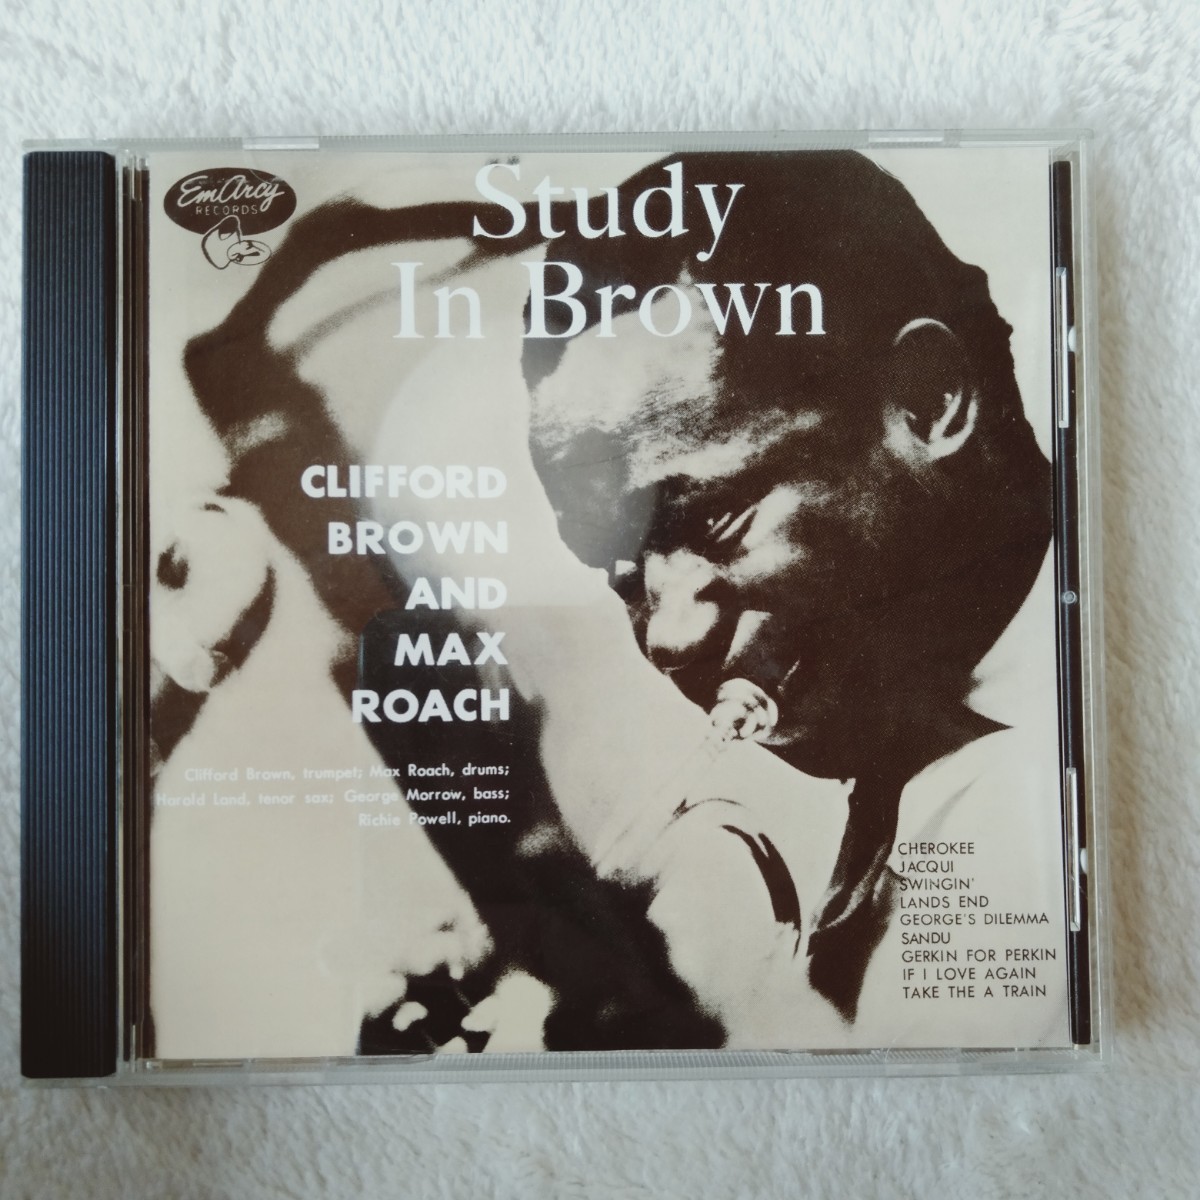 EmArcy
RECORDS
Study
In Brown
CLIFFORD
BROWN
AND
MAX
ROACH
Clifford Brown, trumpet; Max Roach, drums;
Harold Land, tenor sax; George Morrow, bass;
Richie Powell, piano.
CHEROKEE
JACQUI
SWINGIN'
LANDS END
GEORGE'S DILEMMA
SANDU
GERKIN FOR PERKIN
IF I LOVE AGAIN
TAKE THE A TRAIN